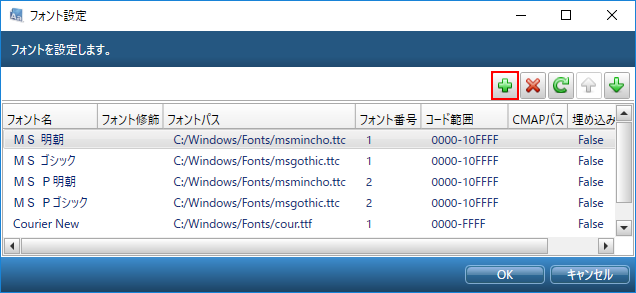 フォント設定
フォントを設定します。
フォント名 フォント修飾 フォントパス フォント番号 コード範囲 CMAPパス 埋め込み
ＭＳ 明朝 C:/Windows/Fonts/msmincho.ttc 1 0000-10FFFF False
ＭＳ ゴシック C:/Windows/Fonts/msgothic.ttc 1 0000-10FFFF False
ＭＳ Ｐ明朝 C:/Windows/Fonts/msmincho.ttc 2 0000-10FFFF False
ＭＳ Ｐゴシック C:/Windows/Fonts/msgothic.ttc 2 0000-10FFFF False
Courier New C:/Windows/Fonts/cour.ttf 1 0000-FFFF False
OK キャンセル